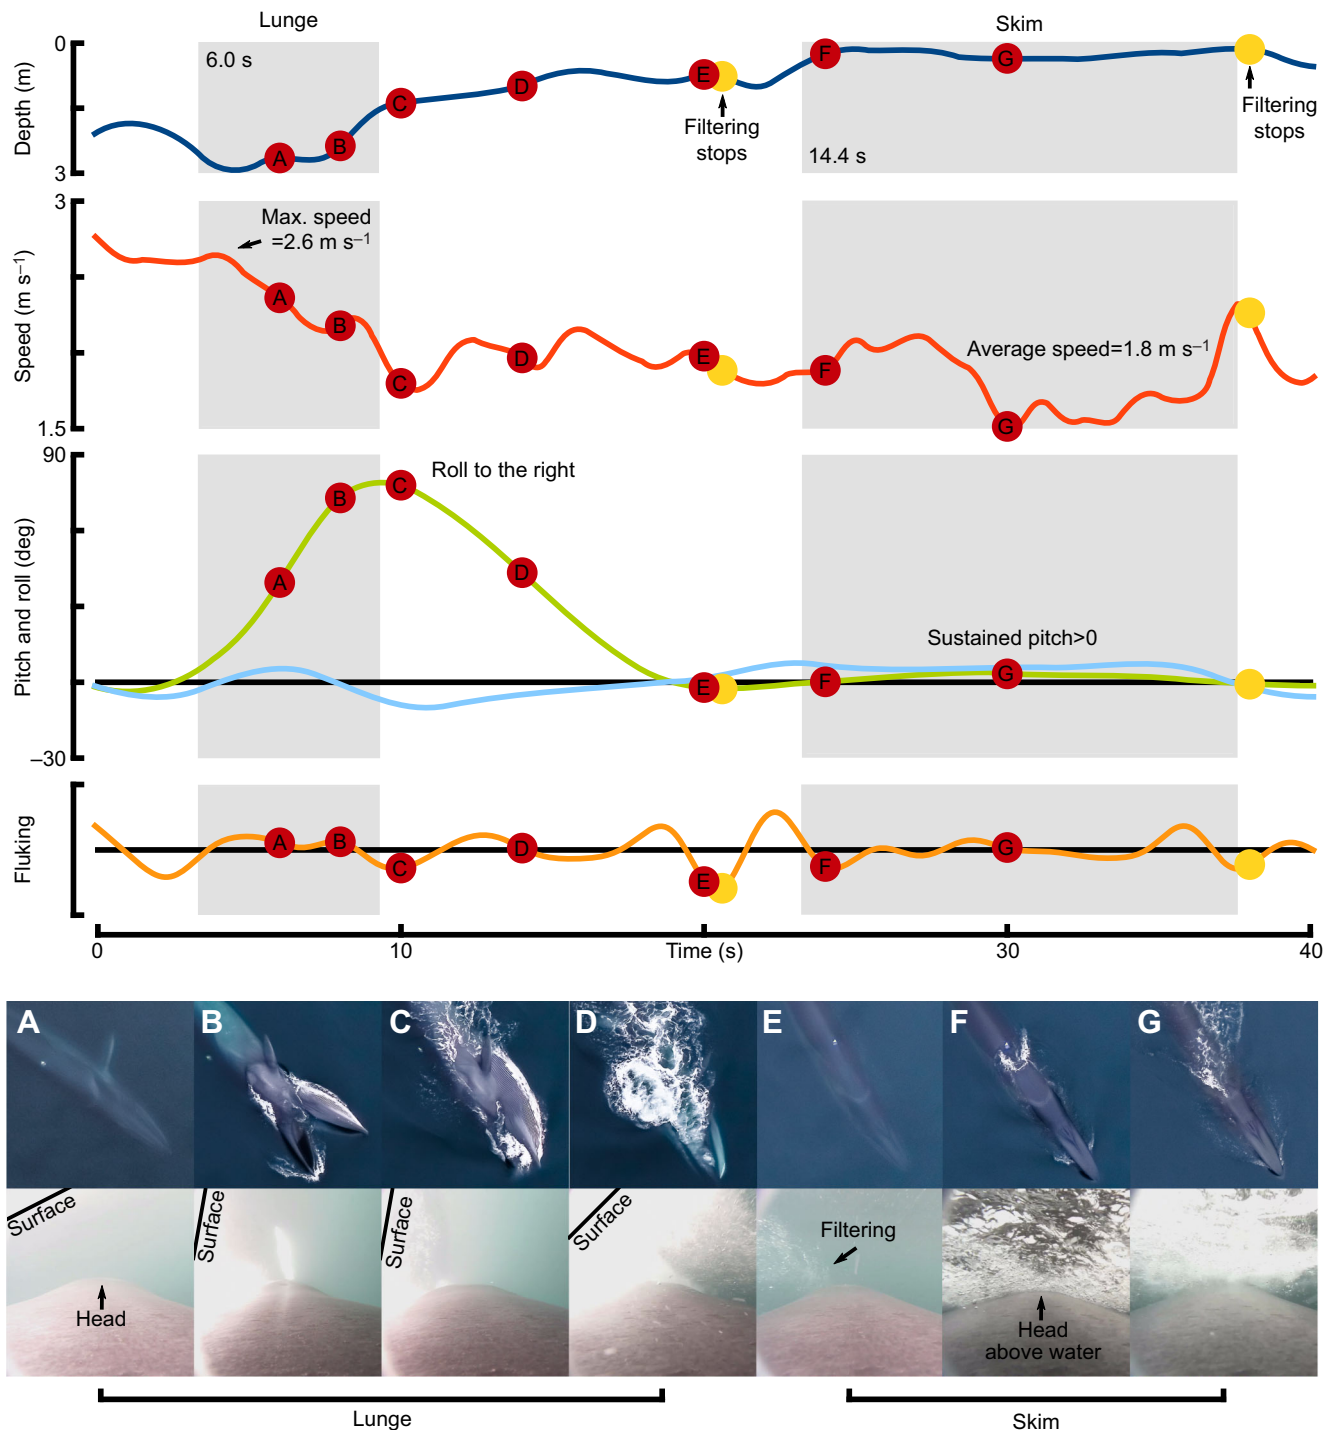 Lunge
Skim
0
3
Depth (m)
6.0 s
A
B
C
D
E
F
G
Filtering
stops
14.4 s
Filtering
stops
3
1.5
Speed (m s–1)
Max. speed
=2.6 m s–1
A
B
C
D
E
F
G
Average speed=1.8 m s–1
90
–30
Pitch and roll (deg)
Roll to the right
A
B
C
D
E
F
G
Sustained pitch>0
Fluking
A
B
C
D
E
F
G
0
10
Time (s)
30
40
A
B
C
D
E
F
G
Surface
Head
Surface
Surface
Surface
Filtering
Head
above water
Lunge
Skim